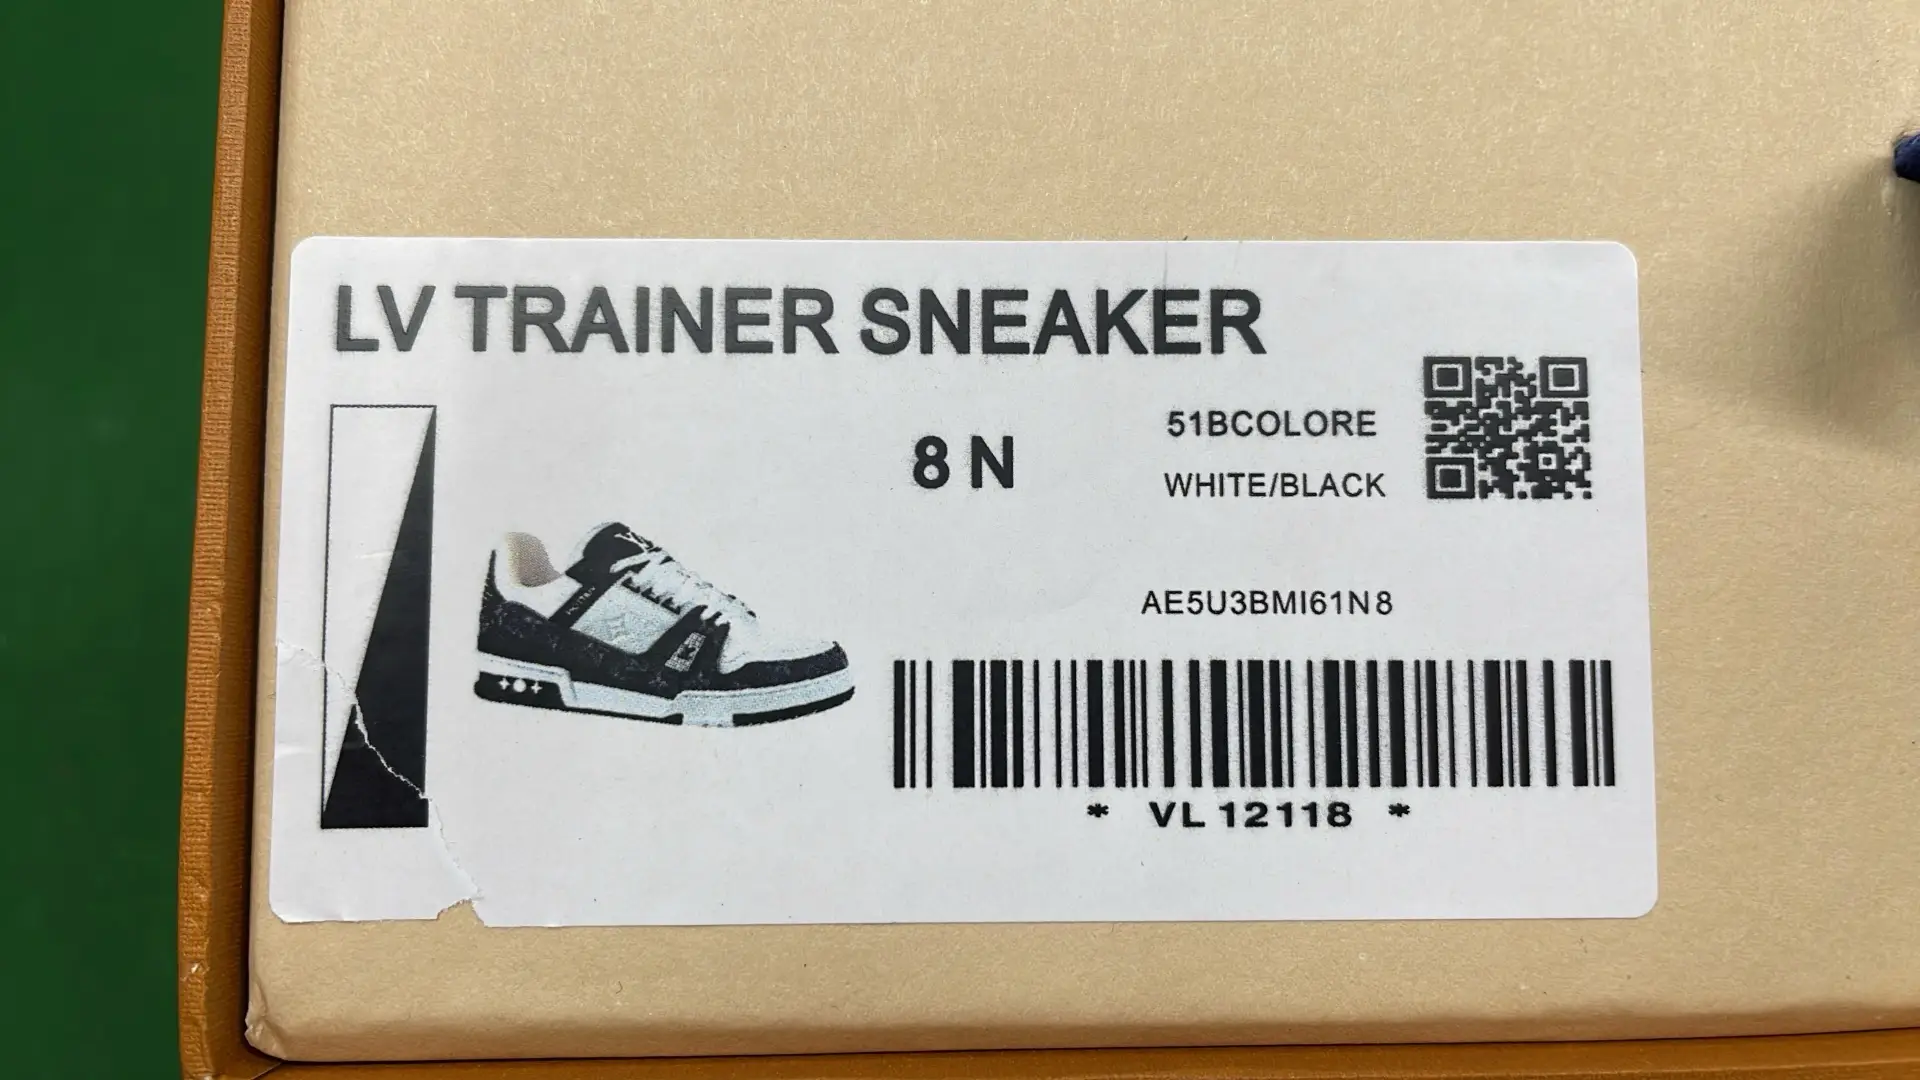 LV TRAINER SNEAKER
8 N
51BCOLORE
WHITE/BLACK
AE5U3BMI61N8
* VL 12118 *